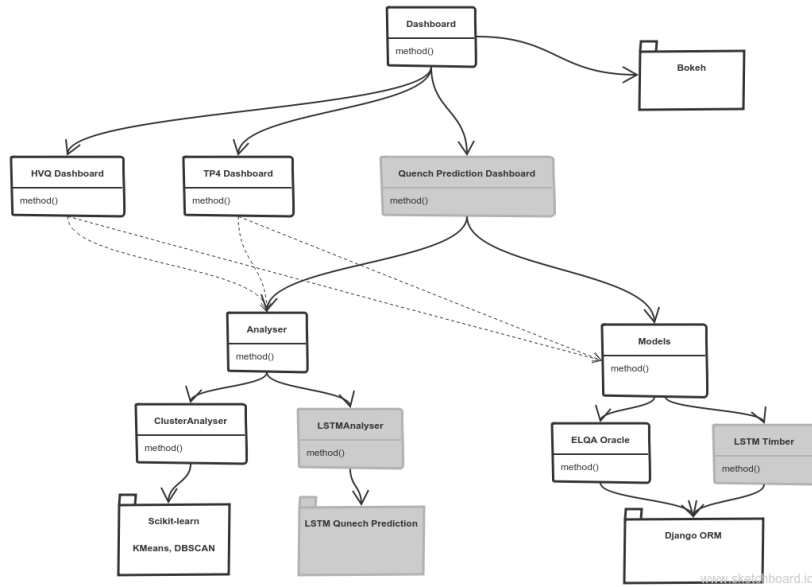 Dashboard
method()
Bokeh
HVQ Dashboard
method()
TP4 Dashboard
method()
Quench Prediction Dashboard
method()
Analyser
method()
Models
method()
ClusterAnalyser
method()
LSTMAnalyser
method()
ELQA Oracle
method()
LSTM Timber
method()
Scikit-learn
KMeans, DBSCAN
LSTM Qunech Prediction
Django ORM
www.sketchboard.io